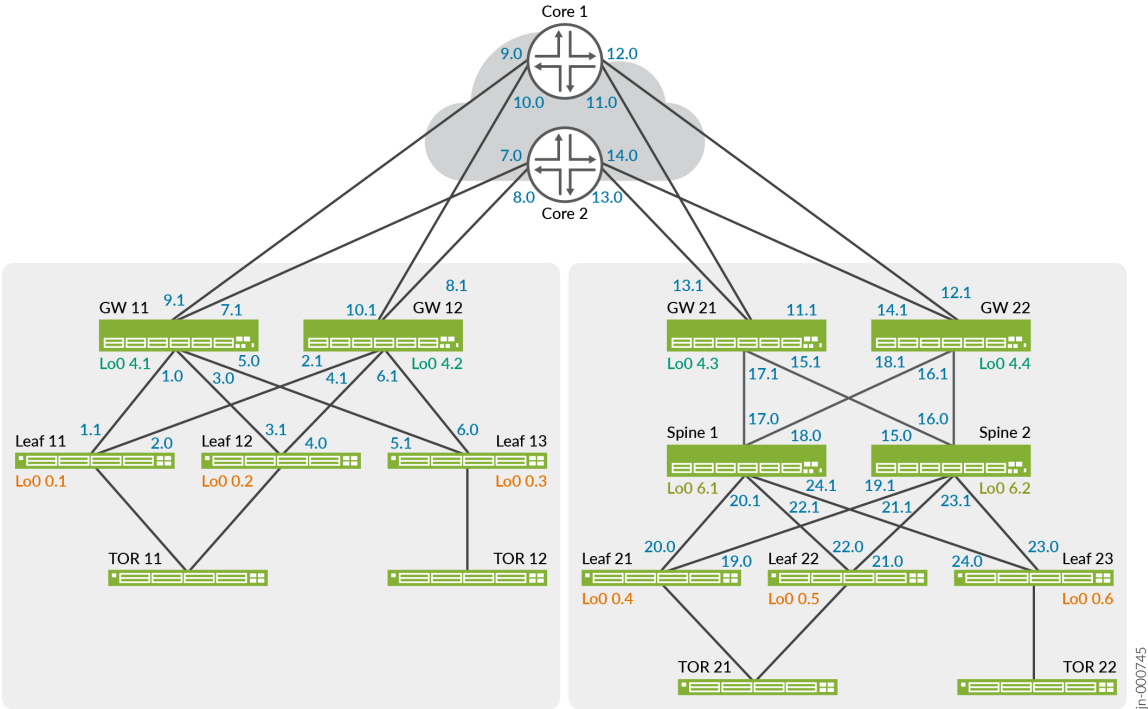 Core 1
9.0 12.0
10.0 11.0
7.0 14.0
8.0 13.0
Core 2
9.1 7.1 10.1 8.1
GW 11 GW 12
Lo0 4.1 Lo0 4.2
1.0 3.0 5.0 2.1 4.1 6.1
1.1 2.0 3.1 4.0 5.1 6.0
Leaf 11 Leaf 12 Leaf 13
Lo0 0.1 Lo0 0.2 Lo0 0.3
TOR 11 TOR 12
13.1 11.1 14.1 12.1
GW 21 GW 22
Lo0 4.3 Lo0 4.4
17.1 15.1 18.1 16.1
17.0 18.0 15.0 16.0
Spine 1 Spine 2
Lo0 6.1 Lo0 6.2
20.1 22.1 24.1 19.1 21.1 23.1
20.0 19.0 22.0 21.0 24.0 23.0
Leaf 21 Leaf 22 Leaf 23
Lo0 0.4 Lo0 0.5 Lo0 0.6
TOR 21 TOR 22
in-000745